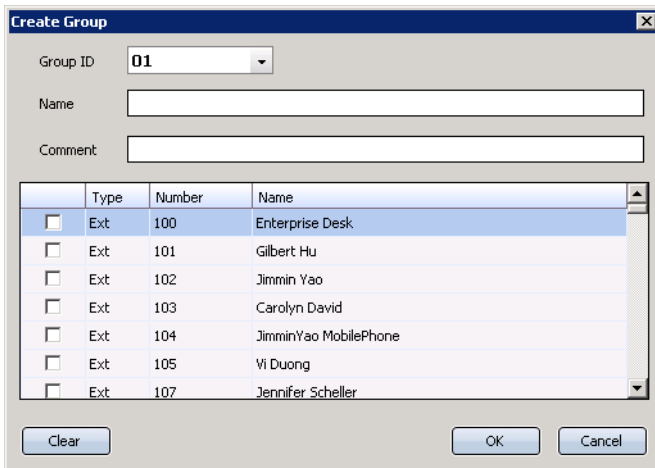 Create Group
Group ID 01
Name
Comment
Type Number Name
Ext 100 Enterprise Desk
Ext 101 Gilbert Hu
Ext 102 Jimmin Yao
Ext 103 Carolyn David
Ext 104 JimminYao MobilePhone
Ext 105 Vi Duong
Ext 107 Jennifer Scheller
Clear OK Cancel